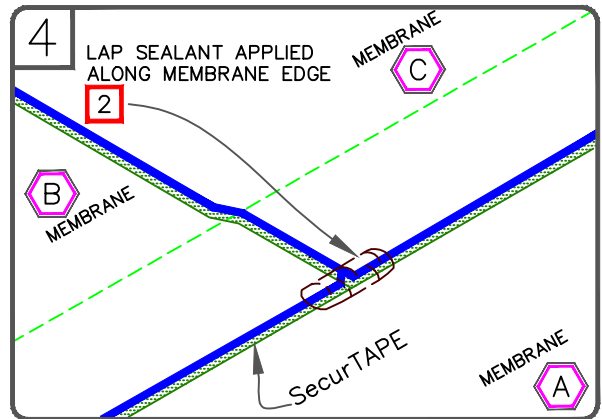 4
LAP SEALANT APPLIED
ALONG MEMBRANE EDGE
2
MEMBRANE
C
B
MEMBRANE
SecurTAPE
MEMBRANE
A